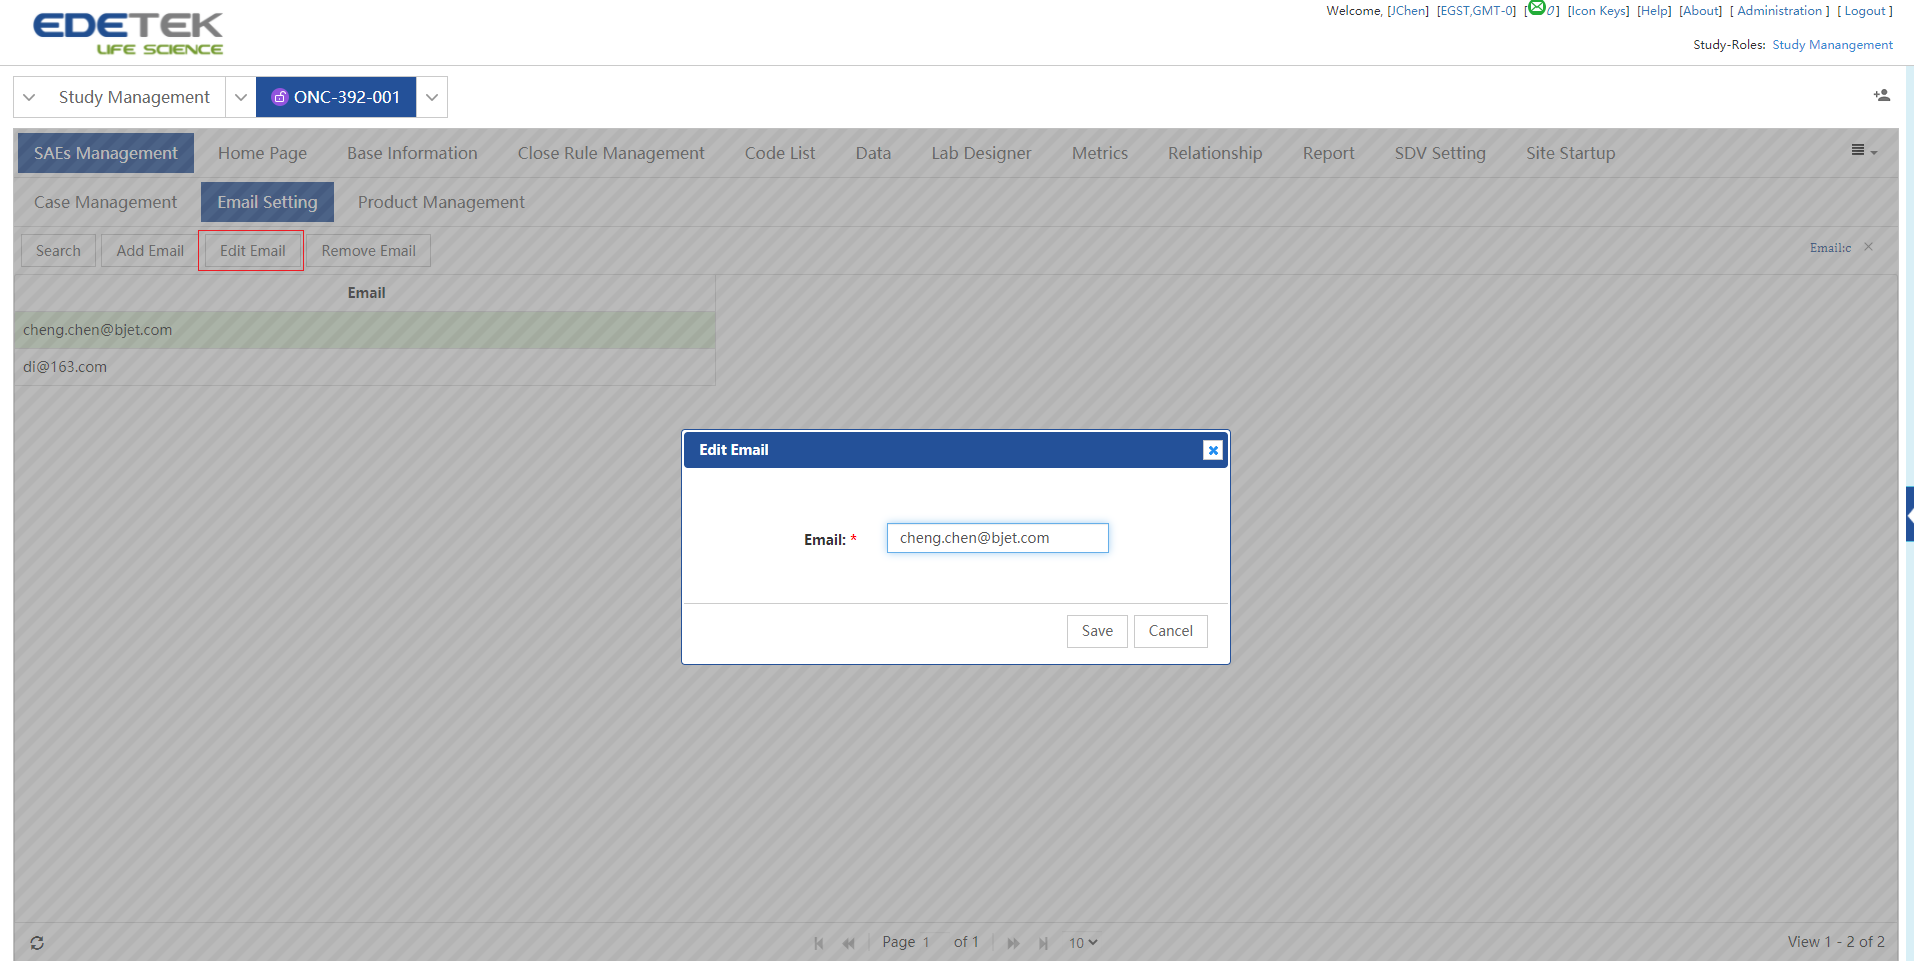 EDETEK
LIFE SCIENCE
Welcome, [JChen] [EGST,GMT-0] [0] [Icon Keys] [Help] [About] [ Administration ] [ Logout ]
Study-Roles: Study Manangement
Study Management
ONC-392-001
SAEs Management Home Page Base Information Close Rule Management Code List Data Lab Designer Metrics Relationship Report SDV Setting Site Startup
Case Management Email Setting Product Management
Search Add Email Edit Email Remove Email
Email:c ×
Email
cheng.chen@bjet.com
di@163.com
Edit Email
Email: * cheng.chen@bjet.com
Save Cancel
Page 1 of 1 10
View 1 - 2 of 2